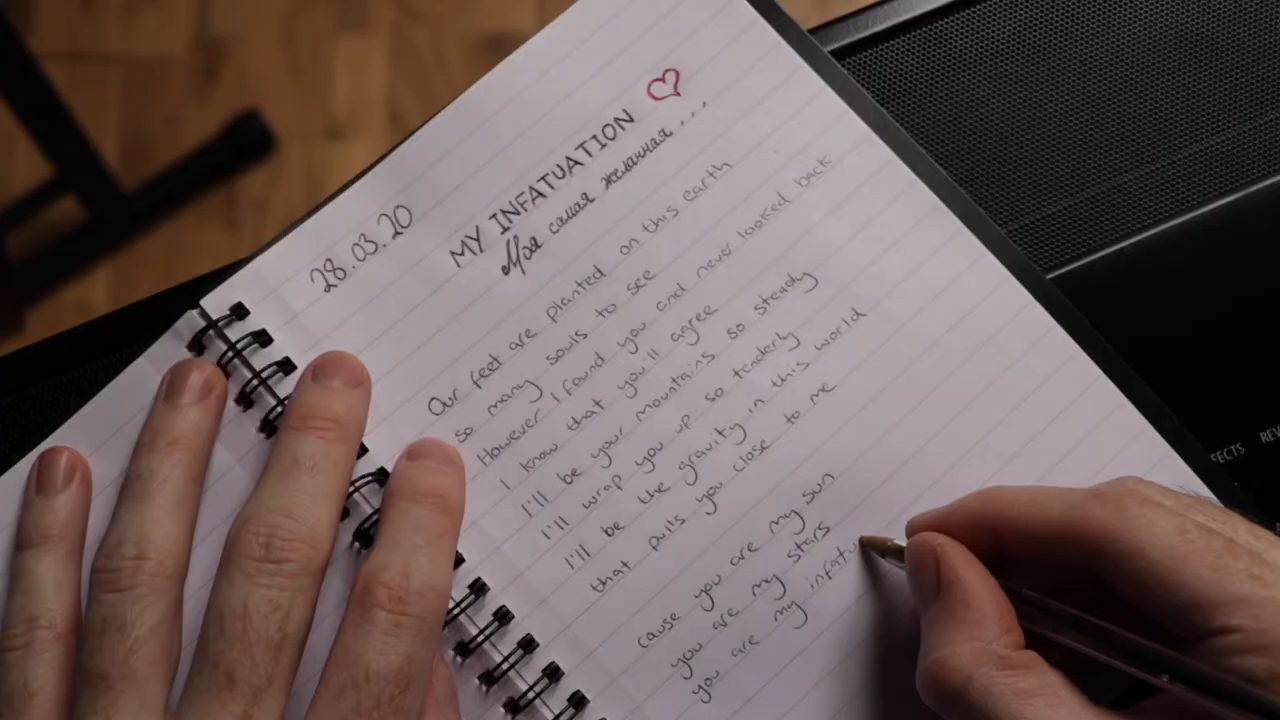 28.03.20
MY INFATUATION
Моя самая желанная...
Our feet are planted on this earth
so many souls to see
However I found you and never looked back
I know that you'll agree
I'll be your mountains so steady
I'll wrap you up so tenderly
I'll be the gravity in this world
that pulls you close to me
cause you are my sun
you are my stars
you are my infatu
FECTS
REV